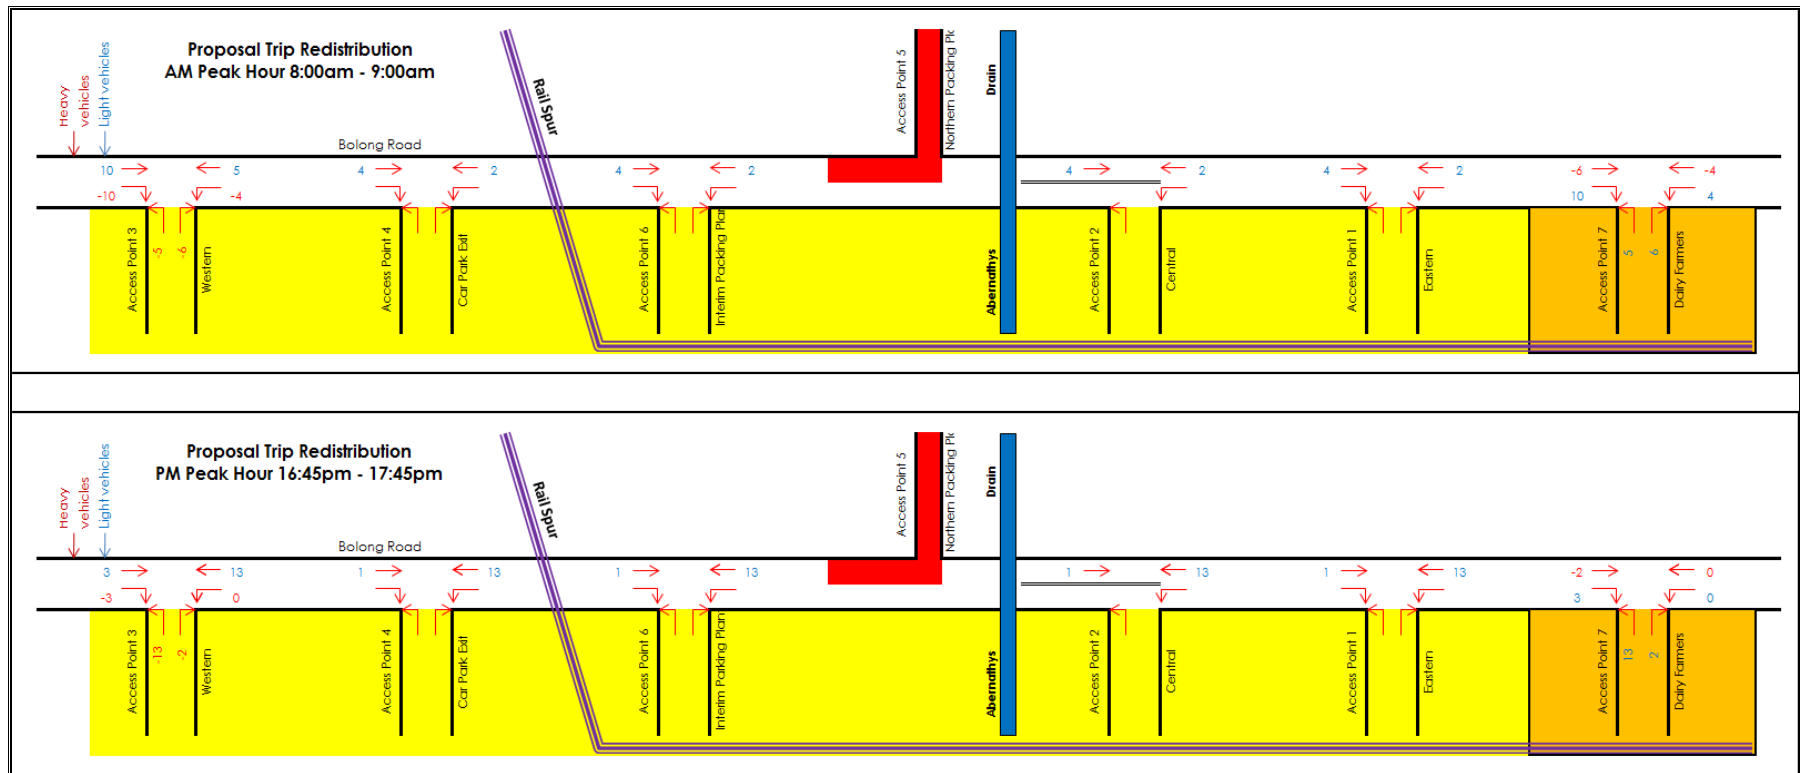 Proposal Trip Redistribution
AM Peak Hour 8:00am - 9:00am
Heavy
vehicles
Light vehicles
Bolong Road
Rail Spur
Access Point 5
Northern Packing
Drain
10 5 4 2 4 2 4 2 4 2 -6 -4
-10 -4 10 4
-5 -6 5 6
Access Point 3
Western
Access Point 4
Car Park Exit
Access Point 6
Interim Packing
Abernathys
Access Point 2
Central
Access Point 1
Eastern
Access Point 7
Dairy Farmers
Proposal Trip Redistribution
PM Peak Hour 16:45pm - 17:45pm
Heavy
vehicles
Light vehicles
Bolong Road
Rail Spur
Access Point 5
Northern Packing
Drain
3 13 1 13 1 13 1 13 1 13 -2 0
-3 0 3 0
-13 -2 13 2
Access Point 3
Western
Access Point 4
Car Park Exit
Access Point 6
Interim Parking
Abernathys
Access Point 2
Central
Access Point 1
Eastern
Access Point 7
Dairy Farmers